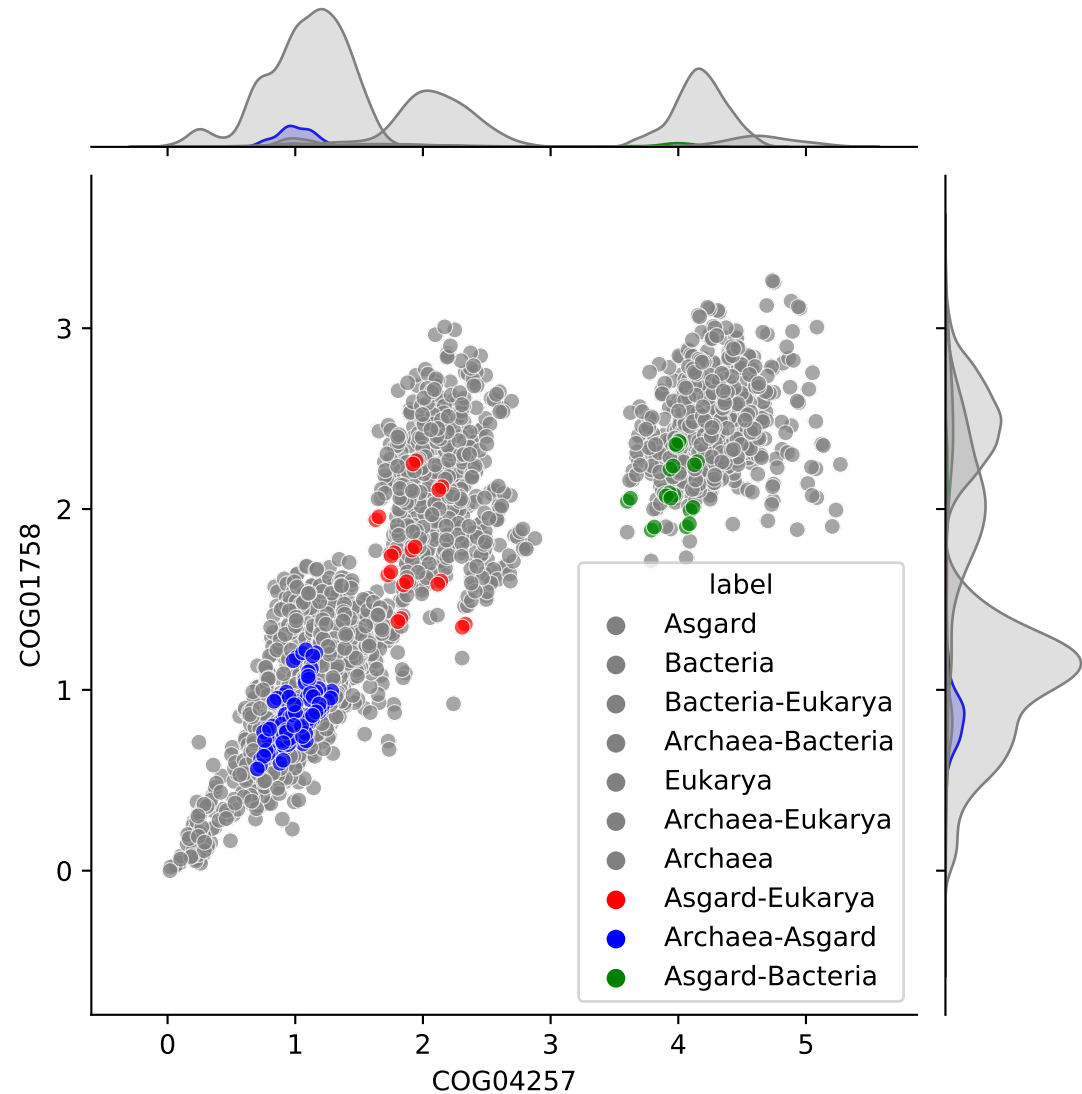 COG01758
3
2
1
0
label
Asgard
Bacteria
Bacteria-Eukarya
Archaea-Bacteria
Eukarya
Archaea-Eukarya
Archaea
Asgard-Eukarya
Archaea-Asgard
Asgard-Bacteria
0 1 2 3 4 5
COG04257